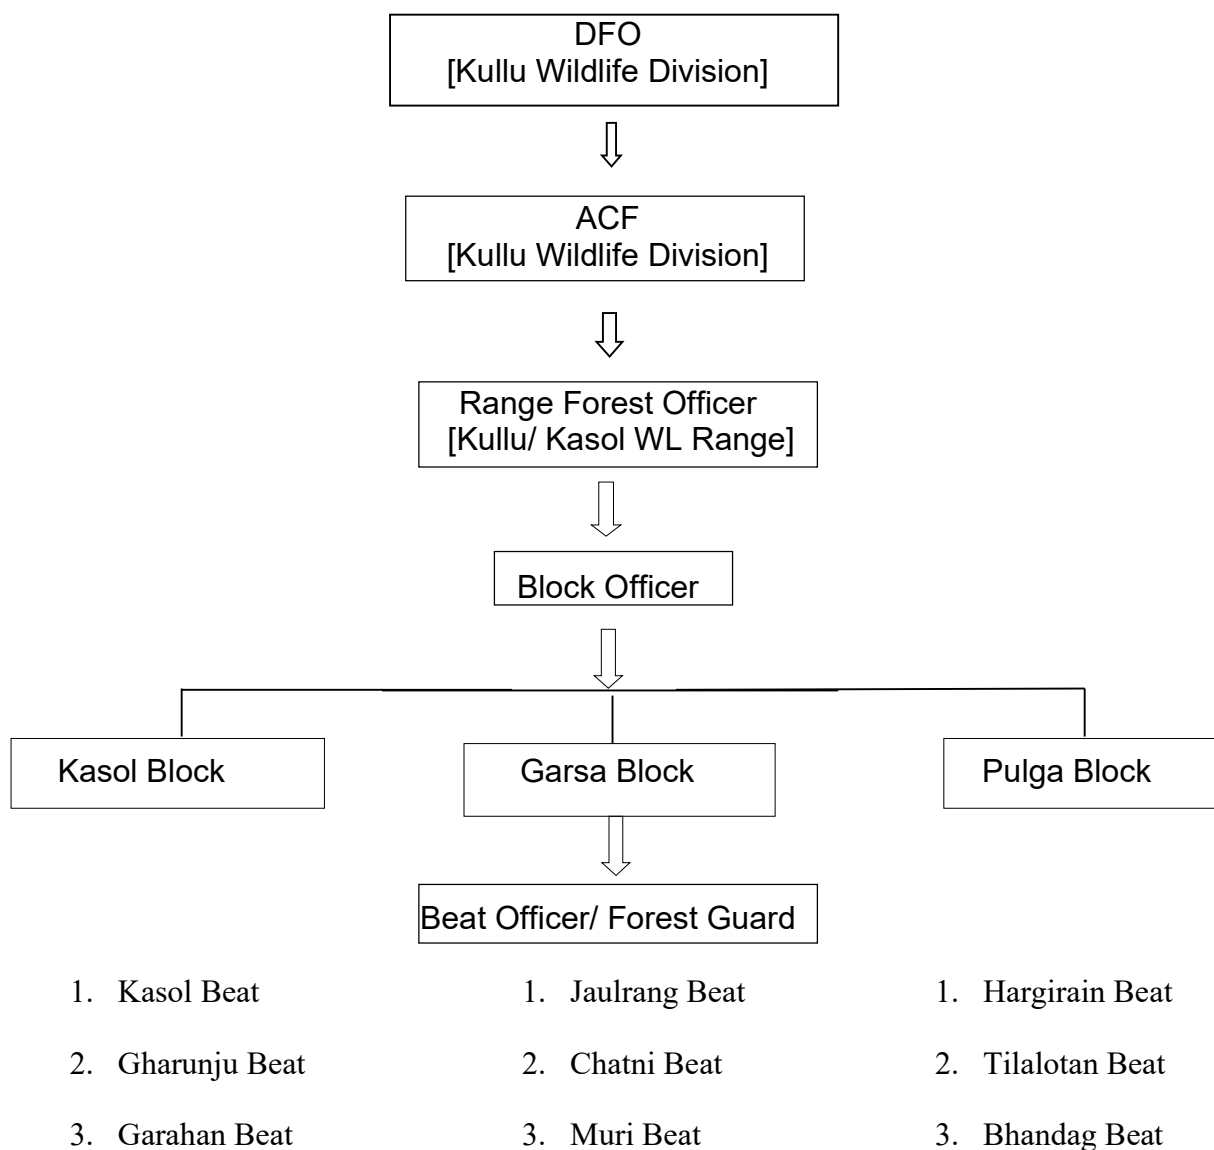 DFO
[Kullu Wildlife Division]
ACF
[Kullu Wildlife Division]
Range Forest Officer
[Kullu/ Kasol WL Range]
Block Officer
Kasol Block
Garsa Block
Pulga Block
Beat Officer/ Forest Guard
1. Kasol Beat
2. Gharunju Beat
3. Garahan Beat
1. Jaulrang Beat
2. Chatni Beat
3. Muri Beat
1. Hargirain Beat
2. Tilalotan Beat
3. Bhandag Beat